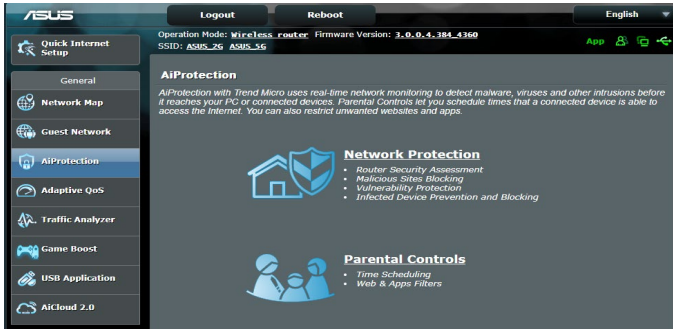 ASUS
Logout
Reboot
English
Operation Mode: Wireless router Firmware Version: 3.0.0.4.384_4360
SSID: ASUS_2G ASUS_5G
App
Quick Internet
Setup
General
Network Map
Guest Network
AiProtection
Adaptive QoS
Traffic Analyzer
Game Boost
USB Application
AiCloud 2.0
AiProtection
AiProtection with Trend Micro uses real-time network monitoring to detect malware, viruses and other intrusions before
it reaches your PC or connected devices. Parental Controls let you schedule times that a connected device is able to
access the Internet. You can also restrict unwanted websites and apps.
Network Protection
• Router Security Assessment
• Malicious Sites Blocking
• Vulnerability Protection
• Infected Device Prevention and Blocking
Parental Controls
• Time Scheduling
• Web & Apps Filters